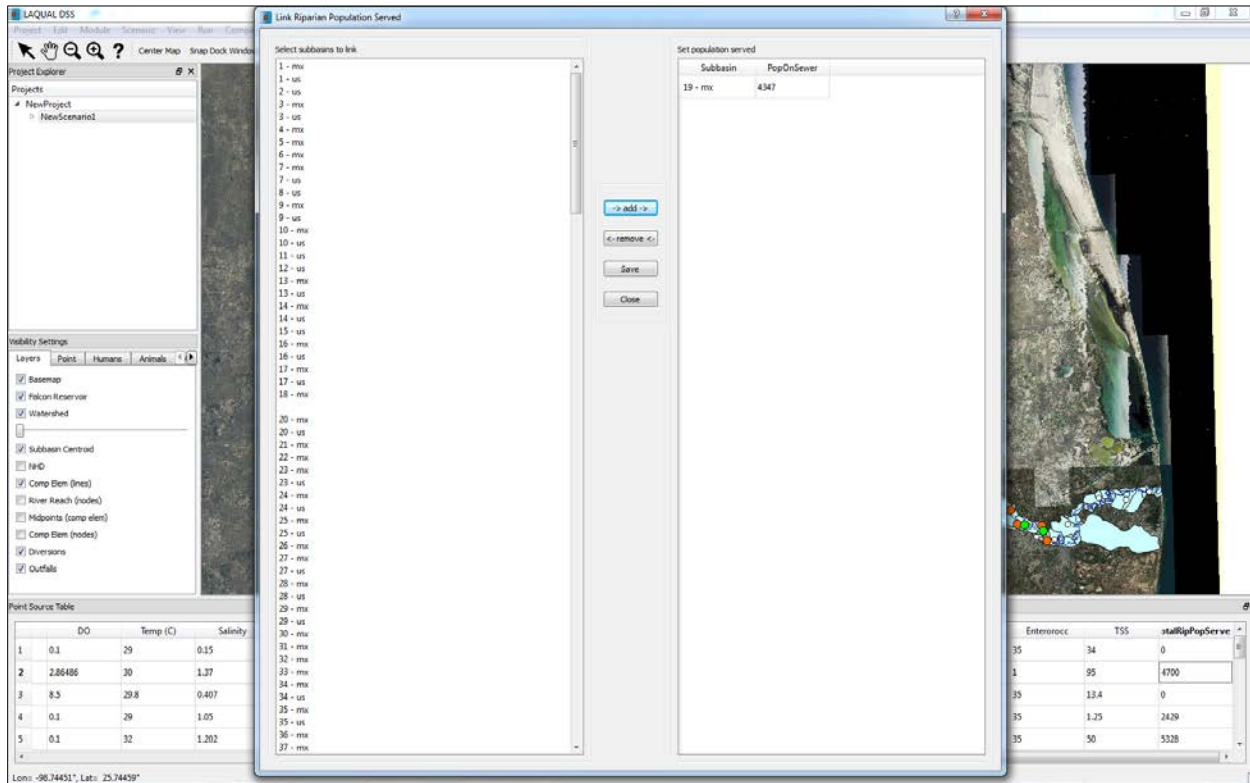 LAQUAL DSS
Project Edit Module Scenario View Run
Center Map Snap Dock Window
Project Explorer
Projects
NewProject
NewScenario1
Visibility Settings
Layers Point Humans Animals
Basemap
Falcon Reservoir
Watershed
Subbasin Centroid
NHD
Comp Elem (lines)
River Reach (nodes)
Midpoints (comp elem)
Comp Elem (nodes)
Diversions
Outfalls
Link Riparian Population Served
Select subbasins to link
1 - mx
1 - us
2 - us
3 - mx
3 - us
4 - mx
5 - mx
6 - mx
7 - mx
7 - us
8 - us
9 - mx
9 - us
10 - mx
10 - us
11 - us
12 - us
13 - mx
13 - us
14 - mx
14 - us
15 - us
16 - mx
16 - us
17 - mx
17 - us
18 - mx
20 - mx
20 - us
21 - mx
22 - mx
23 - mx
23 - us
24 - mx
24 - us
25 - mx
25 - us
26 - mx
27 - mx
27 - us
28 - mx
28 - us
29 - mx
29 - us
30 - mx
31 - mx
32 - mx
33 - mx
34 - mx
34 - us
35 - mx
35 - us
36 - mx
37 - mx
-> add ->
<- remove <-
Save
Close
Set population served
Subbasin PopOnSewer
19 - mx 4347
Point Source Table
DO Temp (C) Salinity Enterorocc TSS otalRipPopServe
1 0.1 29 0.15 35 34 0
2 2.86486 30 1.37 1 95 4700
3 8.5 29.8 0.407 35 13.4 0
4 0.1 29 1.05 35 1.25 2429
5 0.1 32 1.202 35 50 5328
Lon= -98.74451°, Lat= 25.74459°